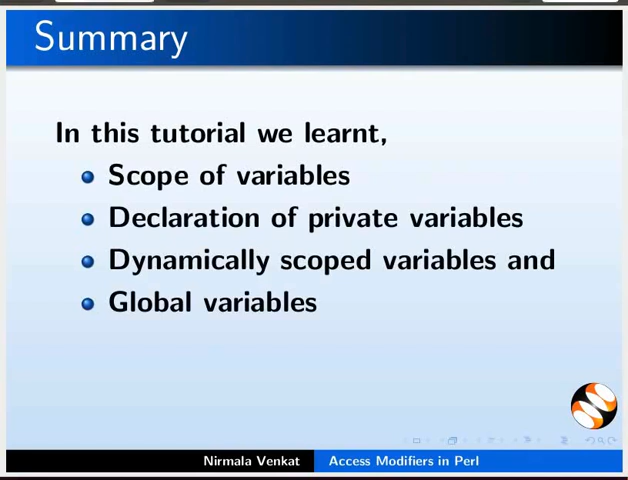 Summary
In this tutorial we learnt,
Scope of variables
Declaration of private variables
Dynamically scoped variables and
Global variables
Nirmala Venkat
Access Modifiers in Perl